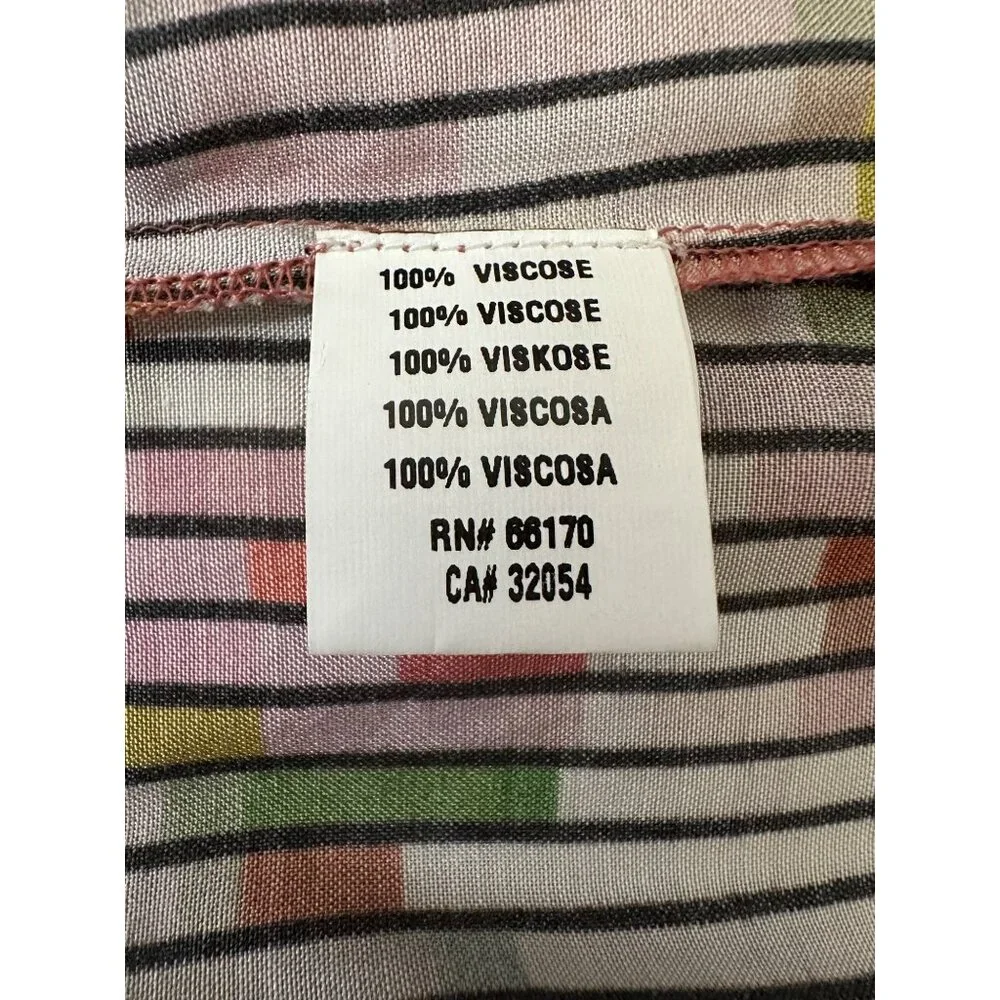 100% VISCOSE
100% VISCOSE
100% VISKOSE
100% VISCOSA
100% VISCOSA
RN# 66170
CA# 32054